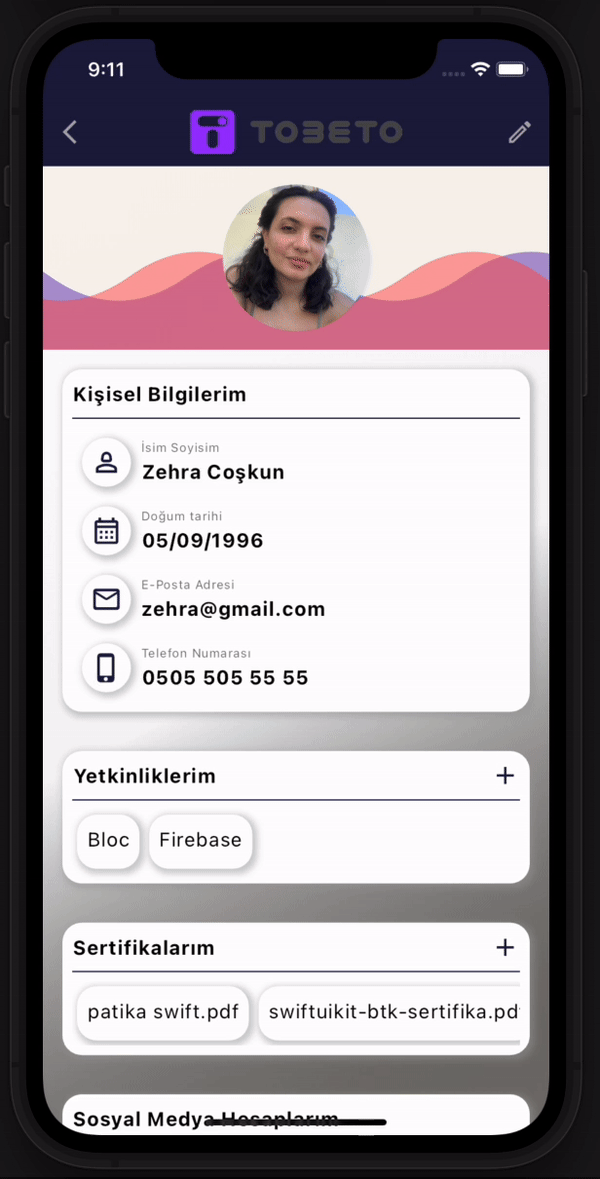 9:11
TOBETO
Kişisel Bilgilerim
İsim Soyisim
Zehra Coşkun
Doğum tarihi
05/09/1996
E-Posta Adresi
zehra@gmail.com
Telefon Numarası
0505 505 55 55
Yetkinliklerim
Bloc Firebase
Sertifikalarım
patika swift.pdf swiftuikit-btk-sertifika.pdf
Sosyal Medya Hesaplarım